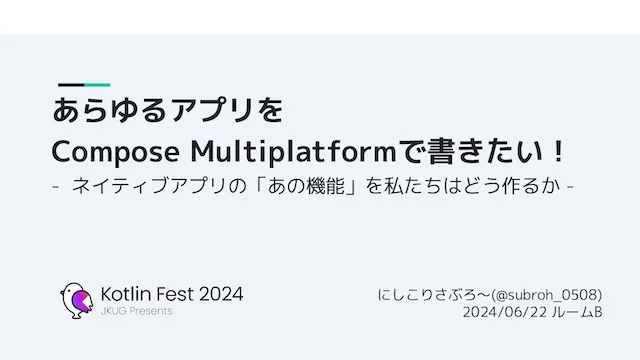 あらゆるアプリを
Compose Multiplatformで書きたい！
- ネイティブアプリの「あの機能」を私たちはどう作るか -
Kotlin Fest 2024
JKUG Presents
にしこりさぶろ〜(@subroh_0508)
2024/06/22 ルームB